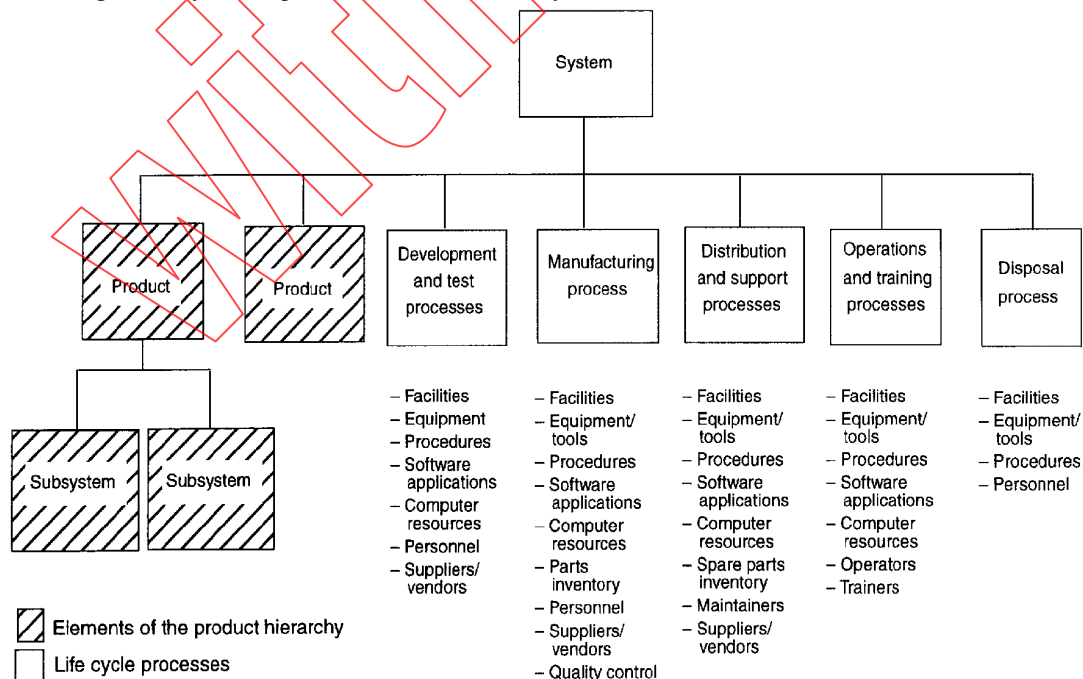 System
Product
Product
Development
and test
processes
Manufacturing
process
Distribution
and support
processes
Operations
and training
processes
Disposal
process
Subsystem
Subsystem
– Facilities
– Equipment
– Procedures
– Software
applications
– Computer
resources
– Personnel
– Suppliers/
vendors
– Facilities
– Equipment/
tools
– Procedures
– Software
applications
– Computer
resources
– Parts
inventory
– Personnel
– Suppliers/
vendors
– Quality control
– Facilities
– Equipment/
tools
– Procedures
– Software
applications
– Computer
resources
– Spare parts
inventory
– Maintainers
– Suppliers/
vendors
– Facilities
– Equipment/
tools
– Procedures
– Software
applications
– Computer
resources
– Operators
– Trainers
– Facilities
– Equipment/
tools
– Procedures
– Personnel
Elements of the product hierarchy
Life cycle processes